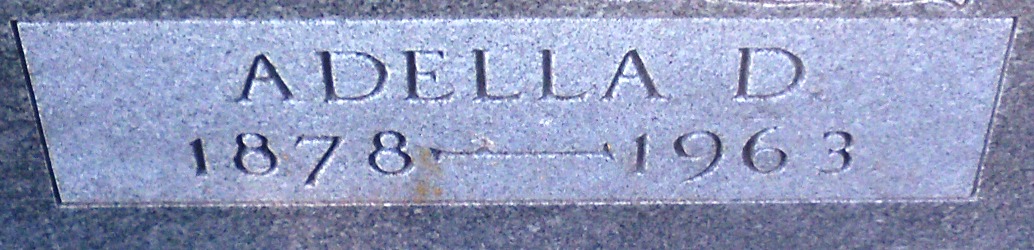 ADELLA D.
1878 — 1963